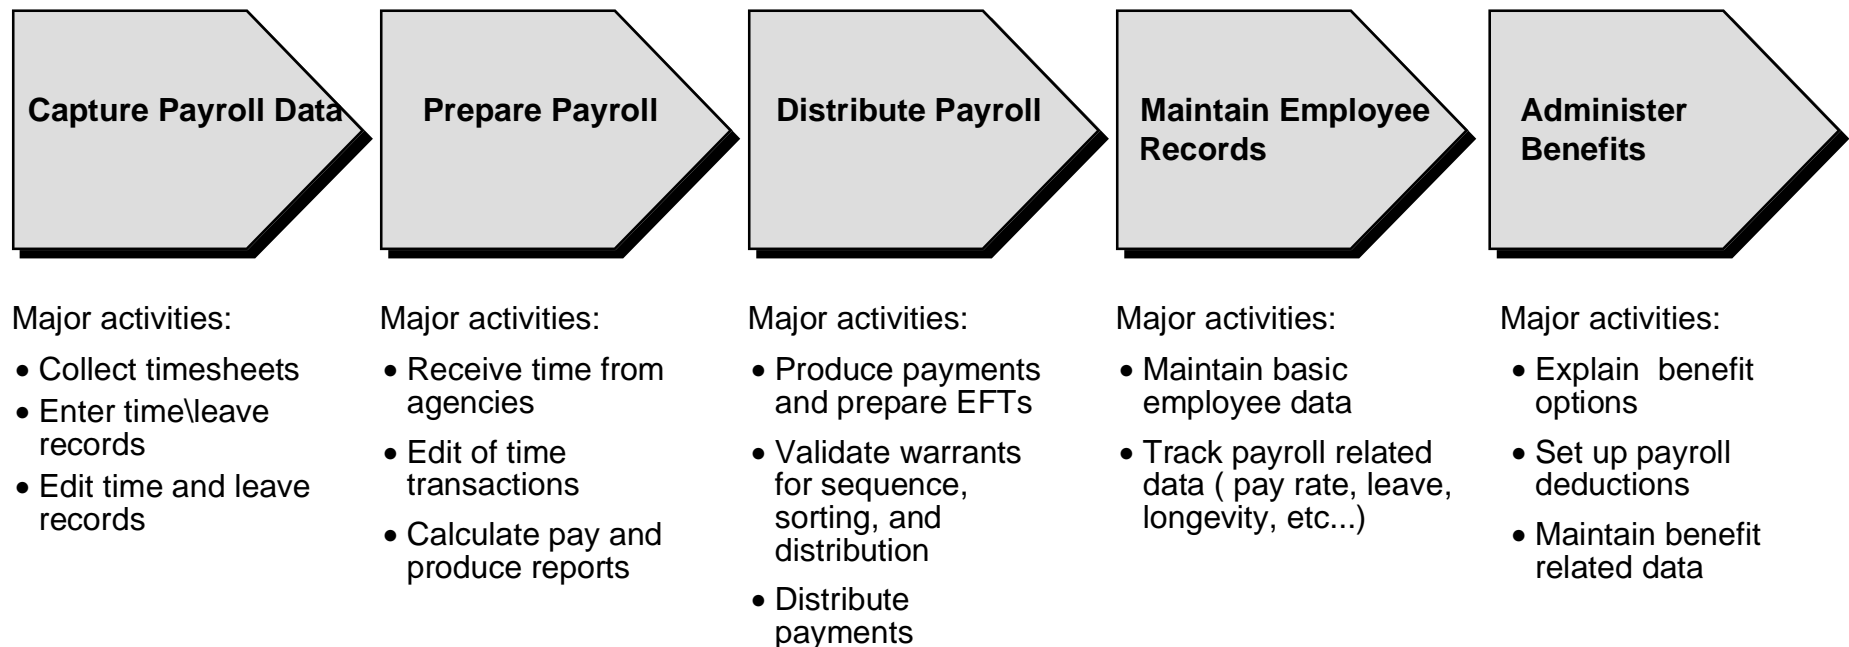 Capture Payroll Data
Prepare Payroll
Distribute Payroll
Maintain Employee
Records
Administer
Benefits
Major activities:
• Collect timesheets
• Enter time\leave
records
• Edit time and leave
records
Major activities:
• Receive time from
agencies
• Edit of time
transactions
• Calculate pay and
produce reports
Major activities:
• Produce payments
and prepare EFTs
• Validate warrants
for sequence,
sorting, and
distribution
• Distribute
payments
Major activities:
• Maintain basic
employee data
• Track payroll related
data ( pay rate, leave,
longevity, etc...)
Major activities:
• Explain  benefit
options
• Set up payroll
deductions
• Maintain benefit
related data